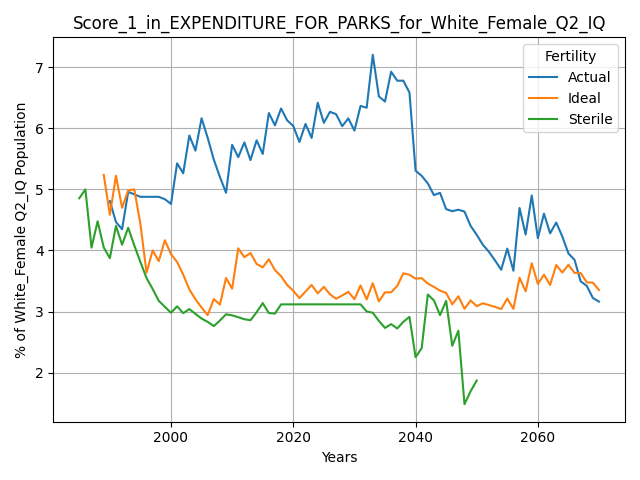 Score_1_in_EXPENDITURE_FOR_PARKS_for_White_Female_Q2_IQ
Fertility
Actual
Ideal
Sterile
% of White_Female Q2_IQ Population
7
6
5
4
3
2
2000
2020
2040
2060
Years